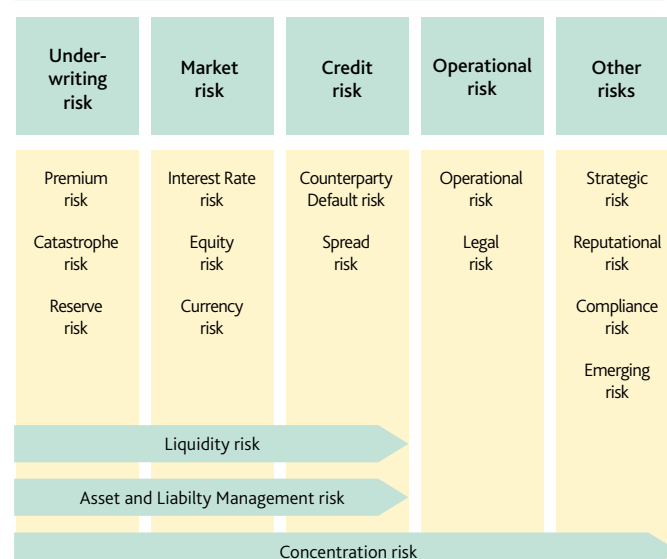 Under-
writing
risk
Market
risk
Credit
risk
Operational
risk
Other
risks
Premium
risk
Catastrophe
risk
Reserve
risk
Interest Rate
risk
Equity
risk
Currency
risk
Counterparty
Default risk
Spread
risk
Operational
risk
Legal
risk
Strategic
risk
Reputational
risk
Compliance
risk
Emerging
risk
Liquidity risk
Asset and Liabilty Management risk
Concentration risk